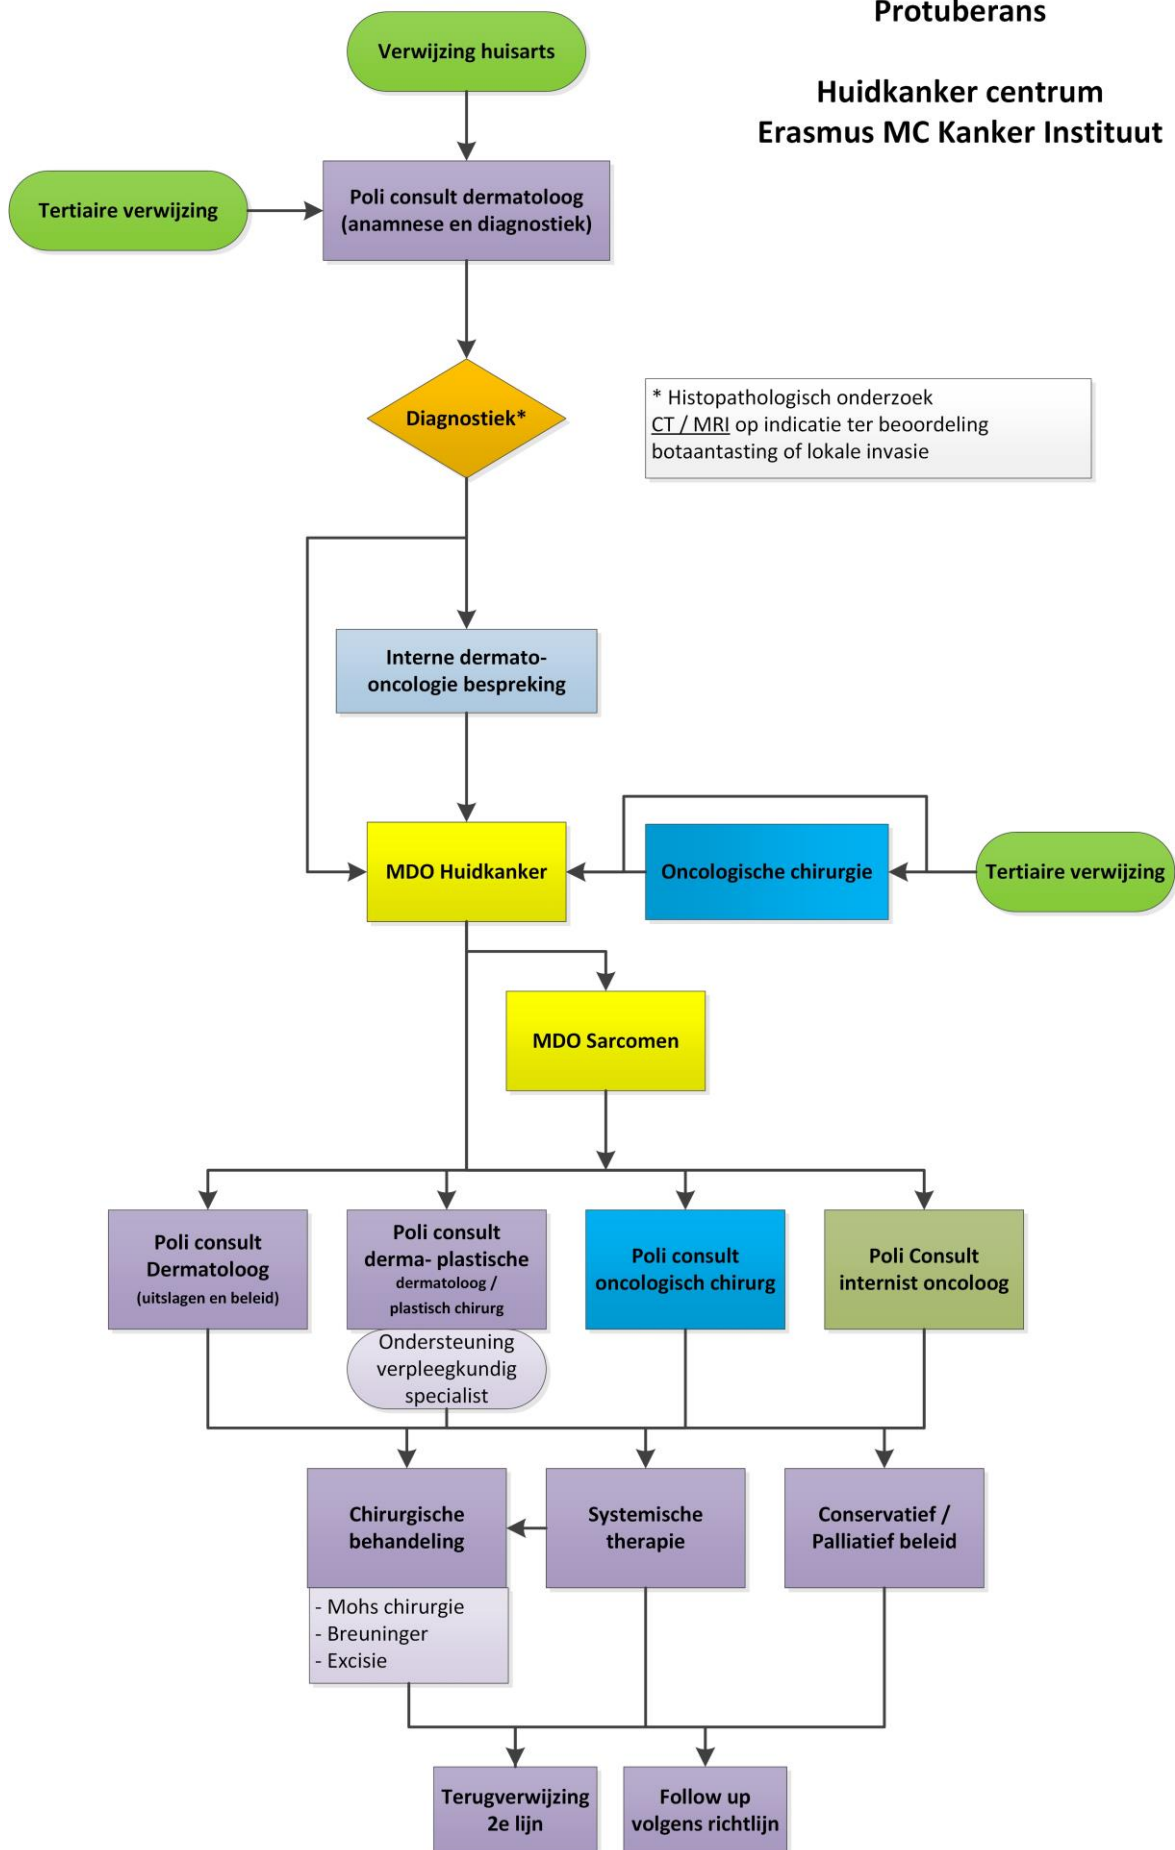 Protuberans
Huidkanker centrum
Erasmus MC Kanker Instituut
Verwijzing huisarts
Tertiaire verwijzing
Poli consult dermatoloog
(anamnese en diagnostiek)
Diagnostiek*
* Histopathologisch onderzoek
CT / MRI op indicatie ter beoordeling
botaantasting of lokale invasie
Interne dermato-
oncologie bespreking
MDO Huidkanker
Oncologische chirurgie
Tertiaire verwijzing
MDO Sarcomen
Poli consult
Dermatoloog
(uitslagen en beleid)
Poli consult
derma- plastische
dermatoloog /
plastisch chirurg
Ondersteuning
verpleegkundig
specialist
Poli consult
oncologisch chirurg
Poli Consult
internist oncoloog
Chirurgische
behandeling
- Mohs chirurgie
- Breuninger
- Excisie
Systemische
therapie
Conservatief /
Palliatief beleid
Terugverwijzing
2e lijn
Follow up
volgens richtlijn